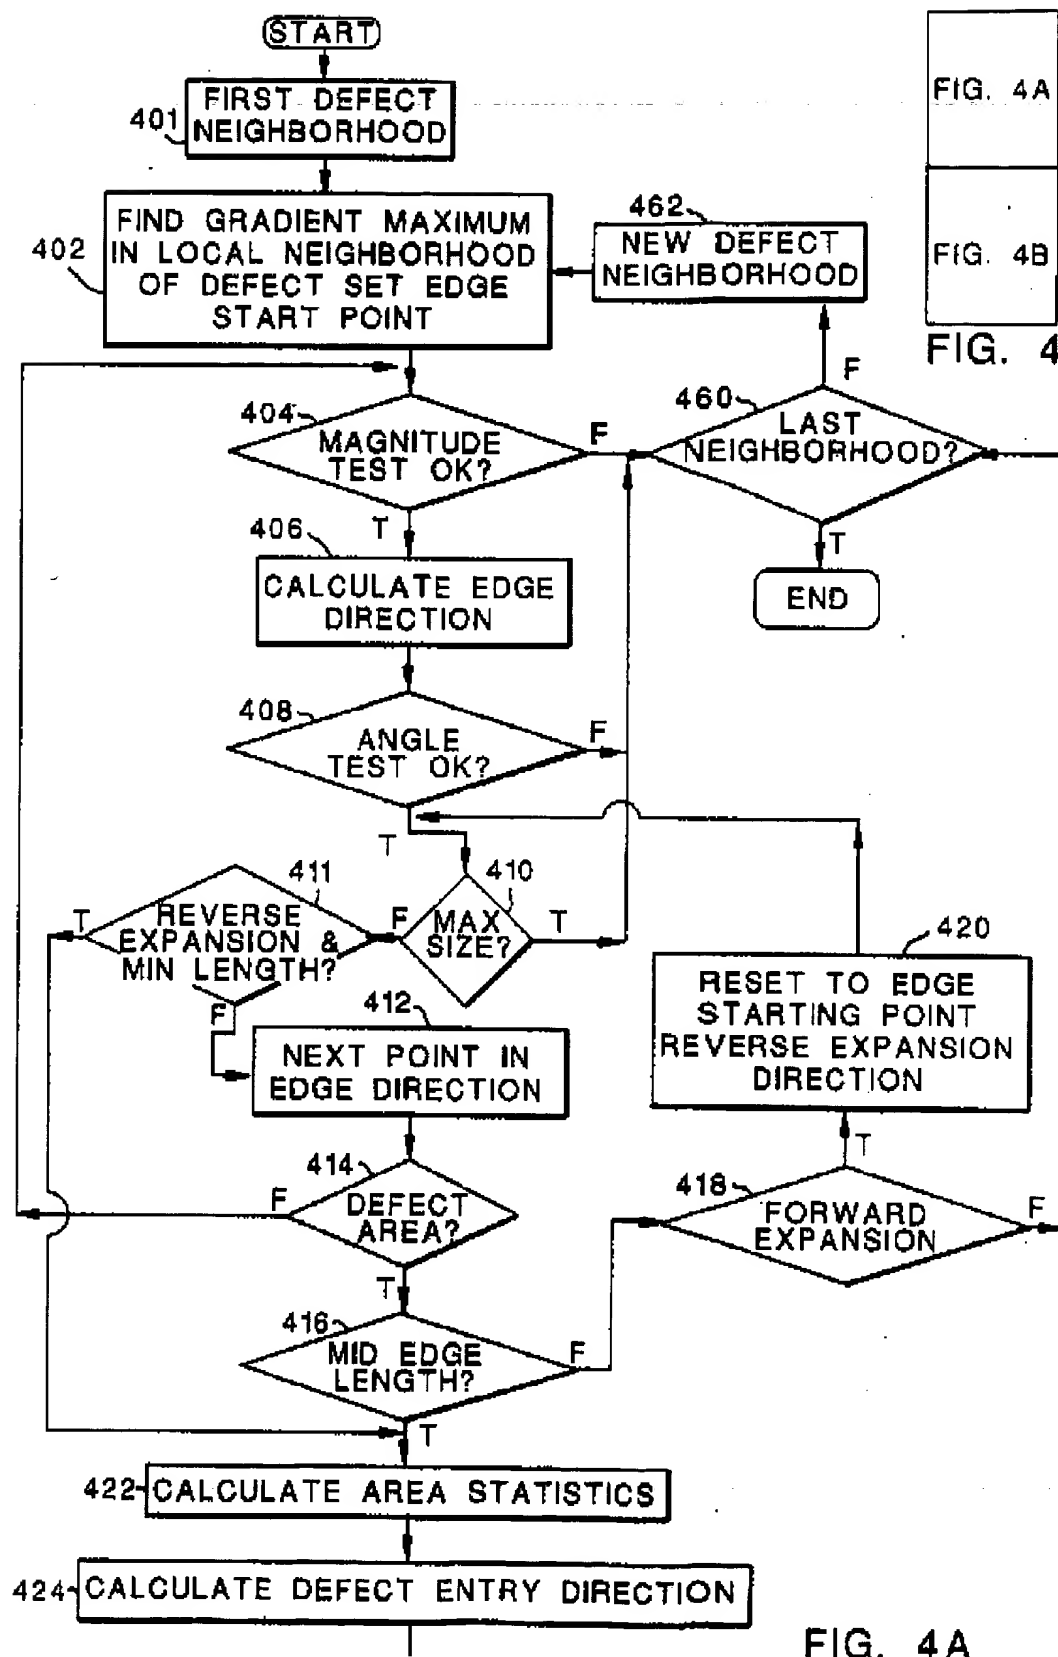 START
FIRST DEFECT
NEIGHBORHOOD
401
FIND GRADIENT MAXIMUM
IN LOCAL NEIGHBORHOOD
OF DEFECT SET EDGE
START POINT
402
462
NEW DEFECT
NEIGHBORHOOD
FIG. 4A
FIG. 4B
FIG. 4
F
404
MAGNITUDE
TEST OK?
F
T
460
LAST
NEIGHBORHOOD?
T
END
406
CALCULATE EDGE
DIRECTION
408
ANGLE
TEST OK?
F
T
410
MAX
SIZE?
F
T
411
REVERSE
EXPANSION &
MIN LENGTH?
T
F
412
NEXT POINT IN
EDGE DIRECTION
420
RESET TO EDGE
STARTING POINT
REVERSE EXPANSION
DIRECTION
T
414
DEFECT
AREA?
F
T
418
FORWARD
EXPANSION
F
416
MID EDGE
LENGTH?
F
T
422
CALCULATE AREA STATISTICS
424
CALCULATE DEFECT ENTRY DIRECTION
FIG. 4A